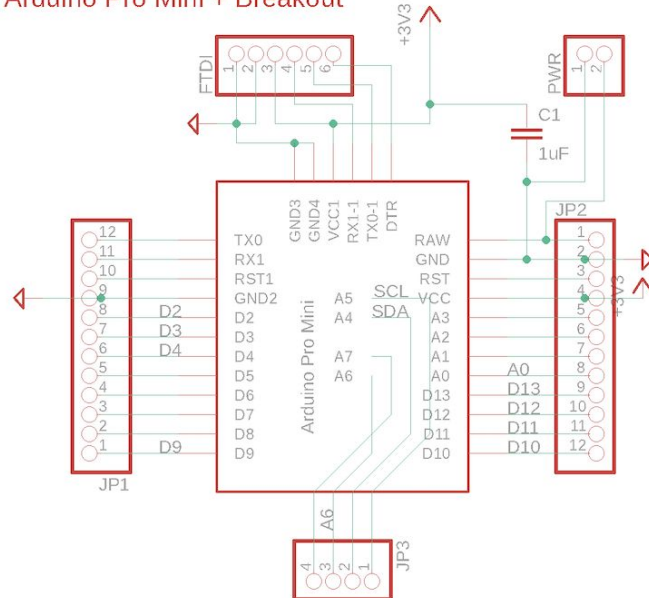 Arduino Pro Mini + Breakout
+3V3
FTDI
1
2
3
4
5
6
PWR
1
2
C1
1uF
GND3
GND4
VCC1
RX1-1
TX0-1
DTR
JP2
12
11
10
9
8
7
6
5
4
3
2
1
D2
D3
D4
D9
JP1
TX0
RX1
RST1
GND2
D2
D3
D4
D5
D6
D7
D8
D9
Arduino Pro Mini
A5
A4
A7
A6
SCL
SDA
RAW
GND
RST
VCC
A3
A2
A1
A0
D13
D12
D11
D10
A0
D13
D12
D11
D10
1
2
3
4
5
6
7
8
9
10
11
12
+3V3
A6
4
3
2
1
JP3